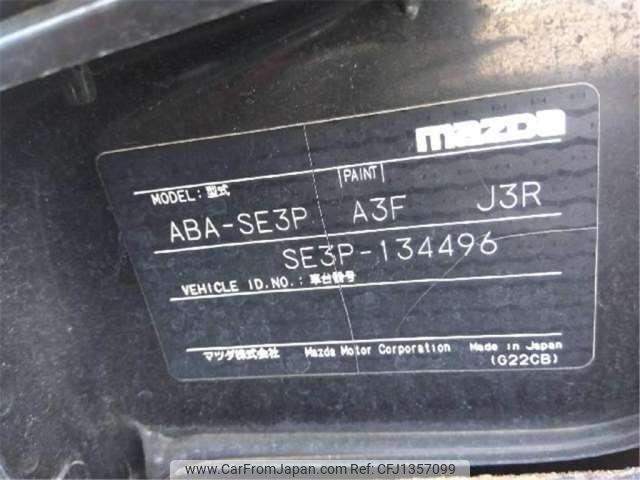 mazda
MODEL: 型式 PAINT
ABA-SE3P A3F J3R
SE3P-134496
VEHICLE ID.NO.: 車台番号
マツダ株式会社 Mazda Motor Corporation Made in Japan
(G22CB)
www.CarFromJapan.com - CFJ1357099